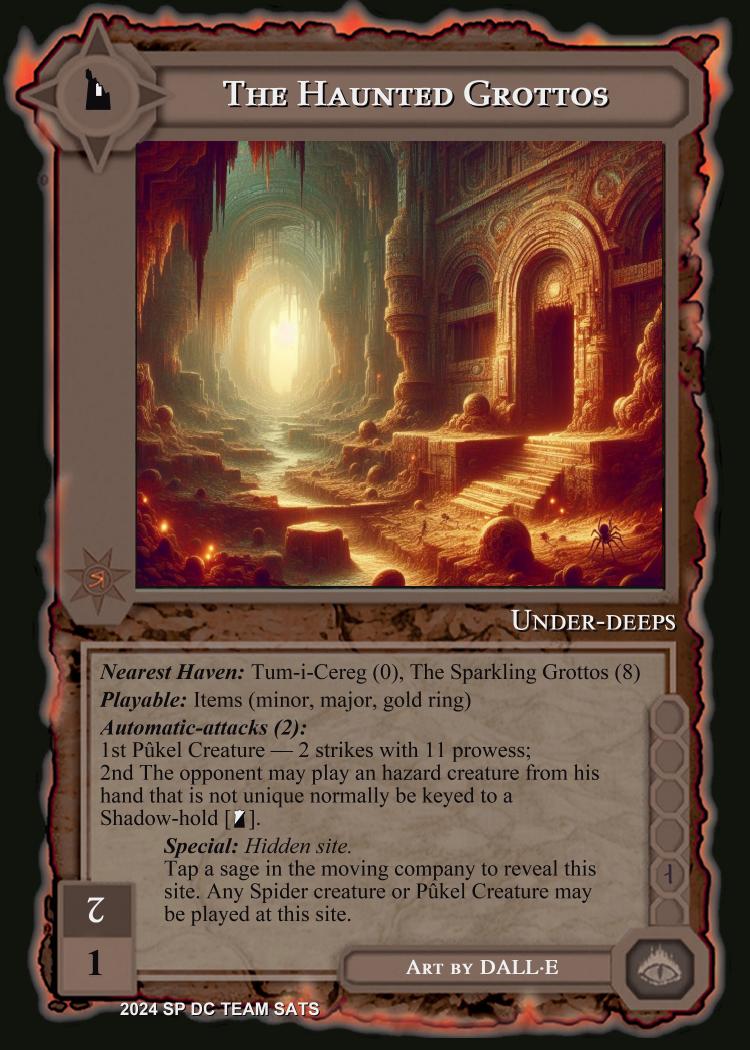 The Haunted Grottos
Under-deeps
Nearest Haven: Tum-i-Cereg (0), The Sparkling Grottos (8)
Playable: Items (minor, major, gold ring)
Automatic-attacks (2):
1st Pûkel Creature — 2 strikes with 11 prowess;
2nd The opponent may play an hazard creature from his
hand that is not unique normally be keyed to a
Shadow-hold [ ].
Special: Hidden site.
Tap a sage in the moving company to reveal this
site. Any Spider creature or Pûkel Creature may
be played at this site.
1
Art by DALL·E
2024 SP DC TEAM SATS